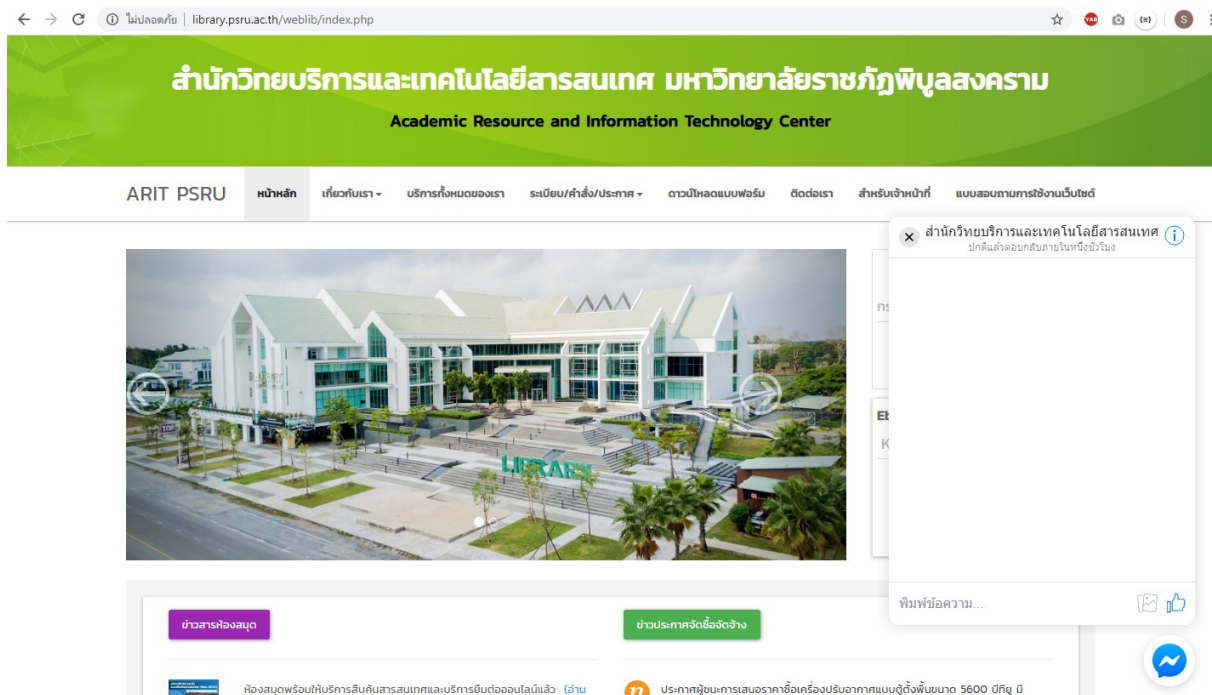 ไม่ปลอดภัย | library.psru.ac.th/weblib/index.php
สำนักวิทยบริการและเทคโนโลยีสารสนเทศ มหาวิทยาลัยราชภัฏพิบูลสงคราม
Academic Resource and Information Technology Center
ARIT PSRU หน้าหลัก เกี่ยวกับเรา บริการทั้งหมดของเรา ระเบียบ/คำสั่ง/ประกาศ ดาวน์โหลดแบบฟอร์ม ติดต่อเรา สำหรับเจ้าหน้าที่ แบบสอบถามการใช้งานเว็บไซต์
สำนักวิทยบริการและเทคโนโลยีสารสนเทศ
ปกติแล้วตอบกลับภายในหนึ่งชั่วโมง
LIBRARY
พิมพ์ข้อความ...
ข่าวสารห้องสมุด ข่าวประกาศจัดซื้อจัดจ้าง
ห้องสมุดพร้อมให้บริการสืบค้นสารสนเทศและบริการยืมต่อออนไลน์แล้ว (อ่าน
ประกาศผู้ชนะการเสนอราคาซื้อเครื่องปรับอากาศแบบตู้ตั้งพื้นขนาด 5600 บีทียู มี